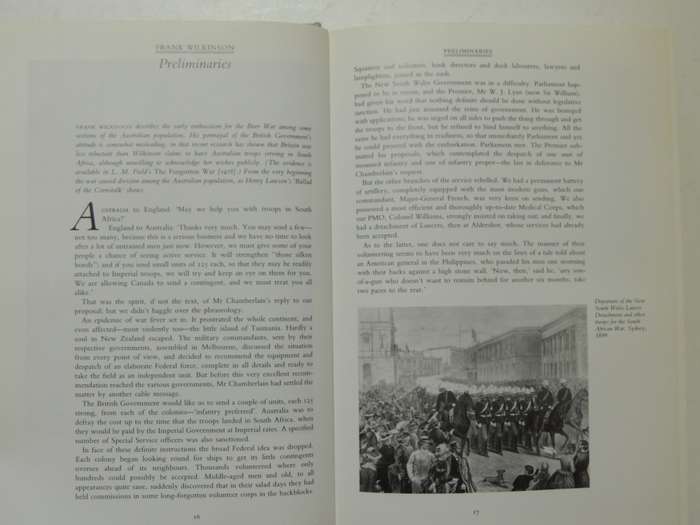 FRANK WILKINSON
Preliminaries
FRANK WILKINSON describes the early enthusiasm for the Boer War among some
sections of the Australian population. His portrayal of the British Government's
attitude is somewhat misleading, in that recent research has shown that Britain was
less reluctant than Wilkinson claims to have Australian troops serving in South
Africa, although unwilling to acknowledge her wishes publicly. (The evidence is
available in L. M. Field's The Forgotten War [1978].) From the very beginning
the war caused division among the Australian population, as Henry Lawson's 'Ballad
of the Cornstalk' shows.
AUSTRALIA to England: 'May we help you with troops in South
Africa?'
England to Australia: 'Thanks very much. You may send a few—
not too many, because this is a serious business and we have no time to look
after a lot of untrained men just now. However, we must give some of your
people a chance of seeing active service. It will strengthen "those silken
bonds"; and if you send small units of 125 each, so that they may be readily
attached to Imperial troops, we will try and keep an eye on them for you.
We are allowing Canada to send a contingent, and we must treat you all
alike.'
That was the spirit, if not the text, of Mr Chamberlain's reply to our
proposal; but we didn't haggle over the phraseology.
An epidemic of war fever set in. It prostrated the whole continent, and
even affected—most violently too—the little island of Tasmania. Hardly a
soul in New Zealand escaped. The military commandants, sent by their
respective governments, assembled in Melbourne, discussed the situation
from every point of view, and decided to recommend the equipment and
despatch of an elaborate Federal force, complete in all details and ready to
take the field as an independent unit. But before this very excellent recom-
mendation reached the various governments, Mr Chamberlain had settled the
matter by another cable message.
The British Government would like us to send a couple of units, each 125
strong, from each of the colonies—'infantry preferred'. Australia was to
defray the cost up to the time that the troops landed in South Africa, when
they would be paid by the Imperial Government at Imperial rates. A specified
number of Special Service officers was also sanctioned.
In face of these definite instructions the broad Federal idea was dropped.
Each colony began looking round for ships to get its little contingent
oversea ahead of its neighbours. Thousands volunteered where only
hundreds could possibly be accepted. Middle-aged men and old, to all
appearances quite sane, suddenly discovered that in their salad days they had
held commissions in some long-forgotten volunteer corps in the backblocks.
16
PRELIMINARIES
Squatters and solicitors, bank directors and dock labourers, lawyers and
lamplighters, joined in the rush.
The New South Wales Government was in a difficulty. Parliament hap-
pened to be in recess, and the Premier, Mr W. J. Lyne (now Sir William),
had given his word that nothing definite should be done without legislative
sanction. He had just assumed the reins of government. He was bestormed
with applications; he was urged on all sides to push the thing through and get
the troops to the front, but he refused to bind himself to anything. All the
same he had everything in readiness, so that immediately Parliament met he
could proceed with the embarkation. Parliament met. The Premier sub-
mitted his proposals, which contemplated the despatch of one unit of
mounted infantry and one of infantry proper—the last in deference to Mr
Chamberlain's request.
But the other branches of the service rebelled. We had a permanent battery
of artillery, completely equipped with the most modern guns, which our
commandant, Major-General French, was very keen on sending. We also
possessed a most efficient and thoroughly up-to-date Medical Corps, which
our PMO, Colonel Williams, strongly insisted on taking out; and finally, we
had a detachment of Lancers, then at Aldershot, whose services had already
been accepted.
As to the latter, one does not care to say much. The manner of their
volunteering seems to have been very much on the lines of a tale told about
an American general in the Philippines, who paraded his men one morning
with their backs against a high stone wall. 'Now, then,' said he, 'any son-
of-a-gun who doesn't want to remain behind for another six months, take
two paces to the rear.'
Departure of the New
South Wales Lancer
Detachment and other
troops for the South
African War, Sydney,
1899
17